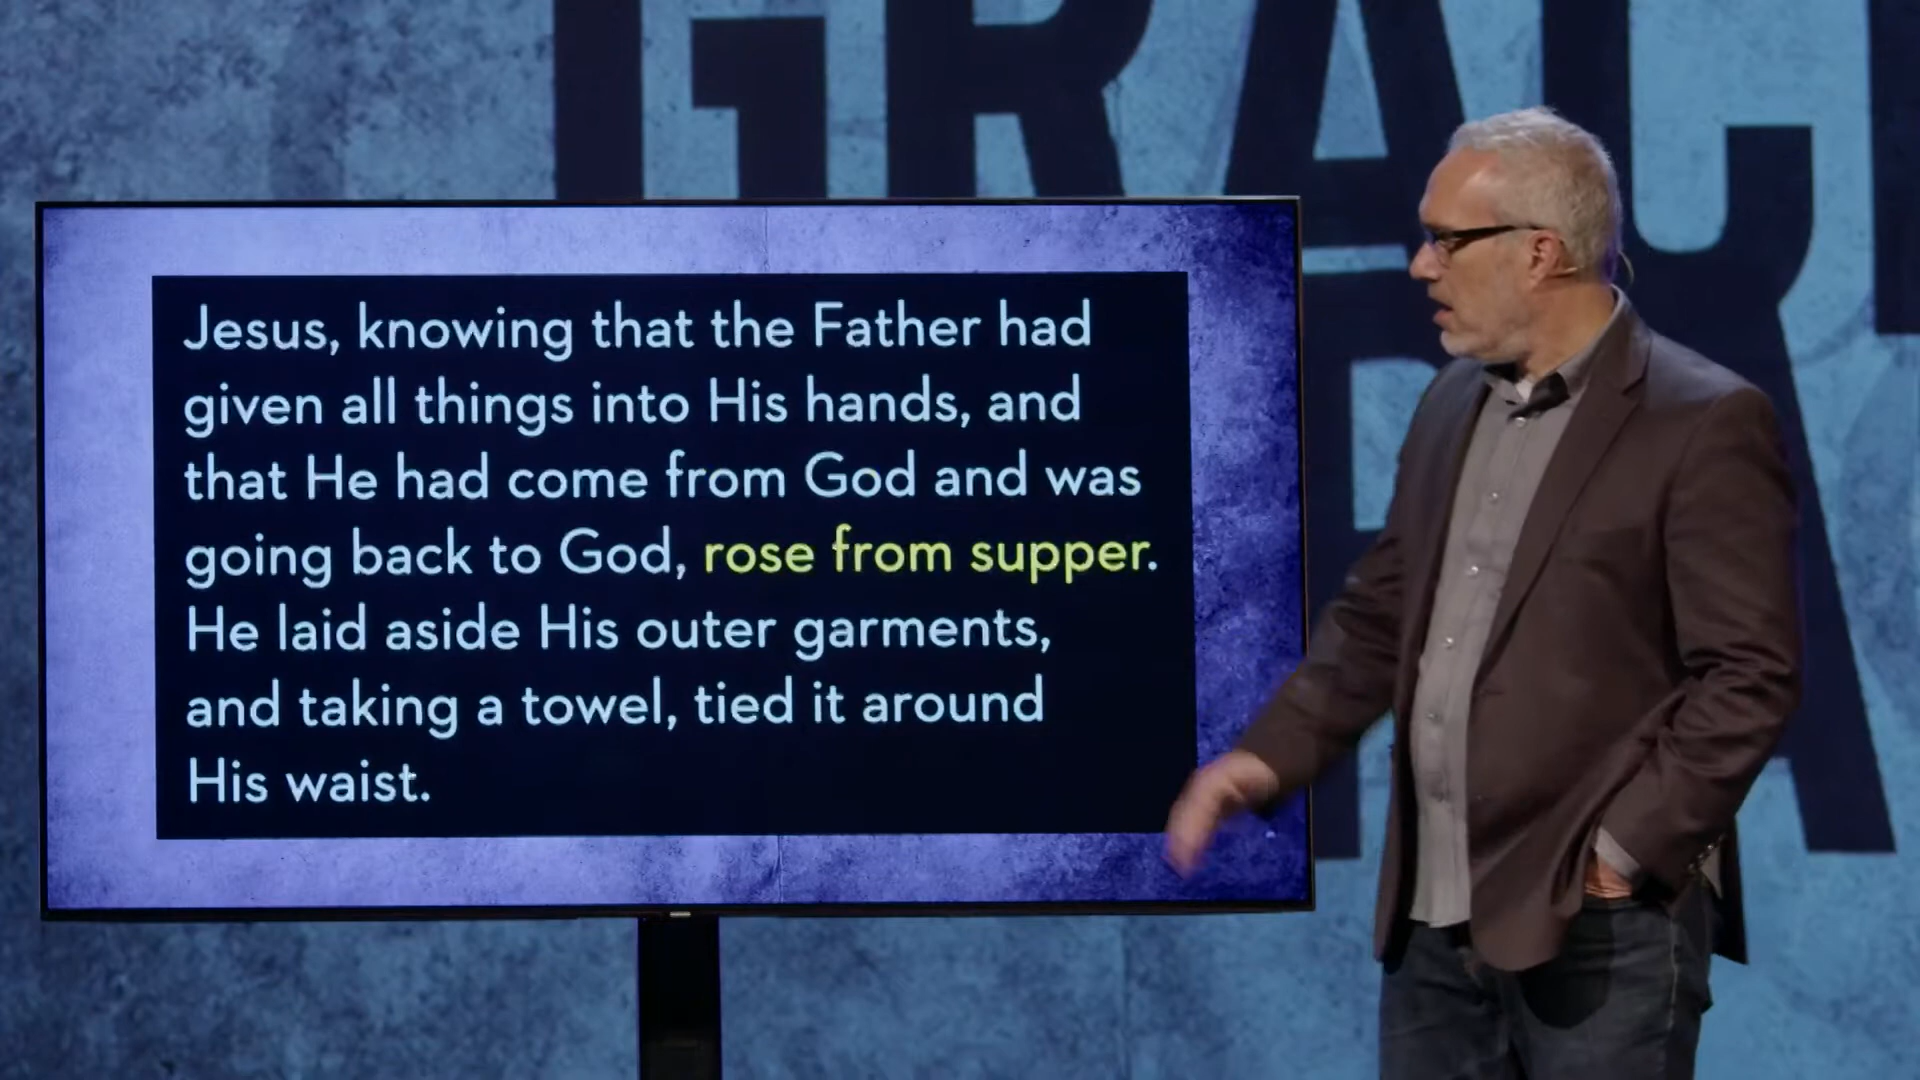 GRAC
Jesus, knowing that the Father had
given all things into His hands, and
that He had come from God and was
going back to God, rose from supper.
He laid aside His outer garments,
and taking a towel, tied it around
His waist.